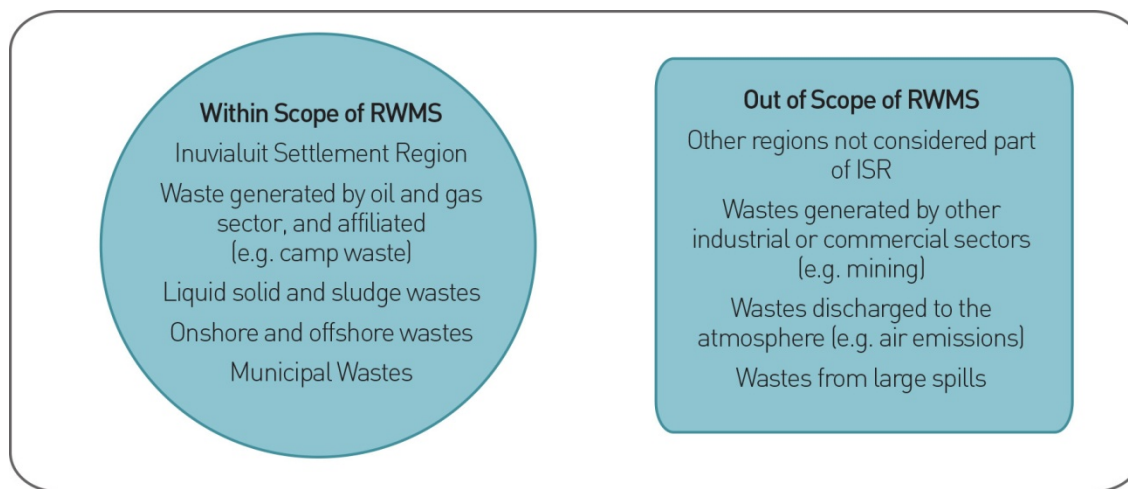 Within Scope of RWMS
Inuvialuit Settlement Region
Waste generated by oil and gas
sector, and affiliated
(e.g. camp waste)
Liquid solid and sludge wastes
Onshore and offshore wastes
Municipal Wastes
Out of Scope of RWMS
Other regions not considered part
of ISR
Wastes generated by other
industrial or commercial sectors
(e.g. mining)
Wastes discharged to the
atmosphere (e.g. air emissions)
Wastes from large spills